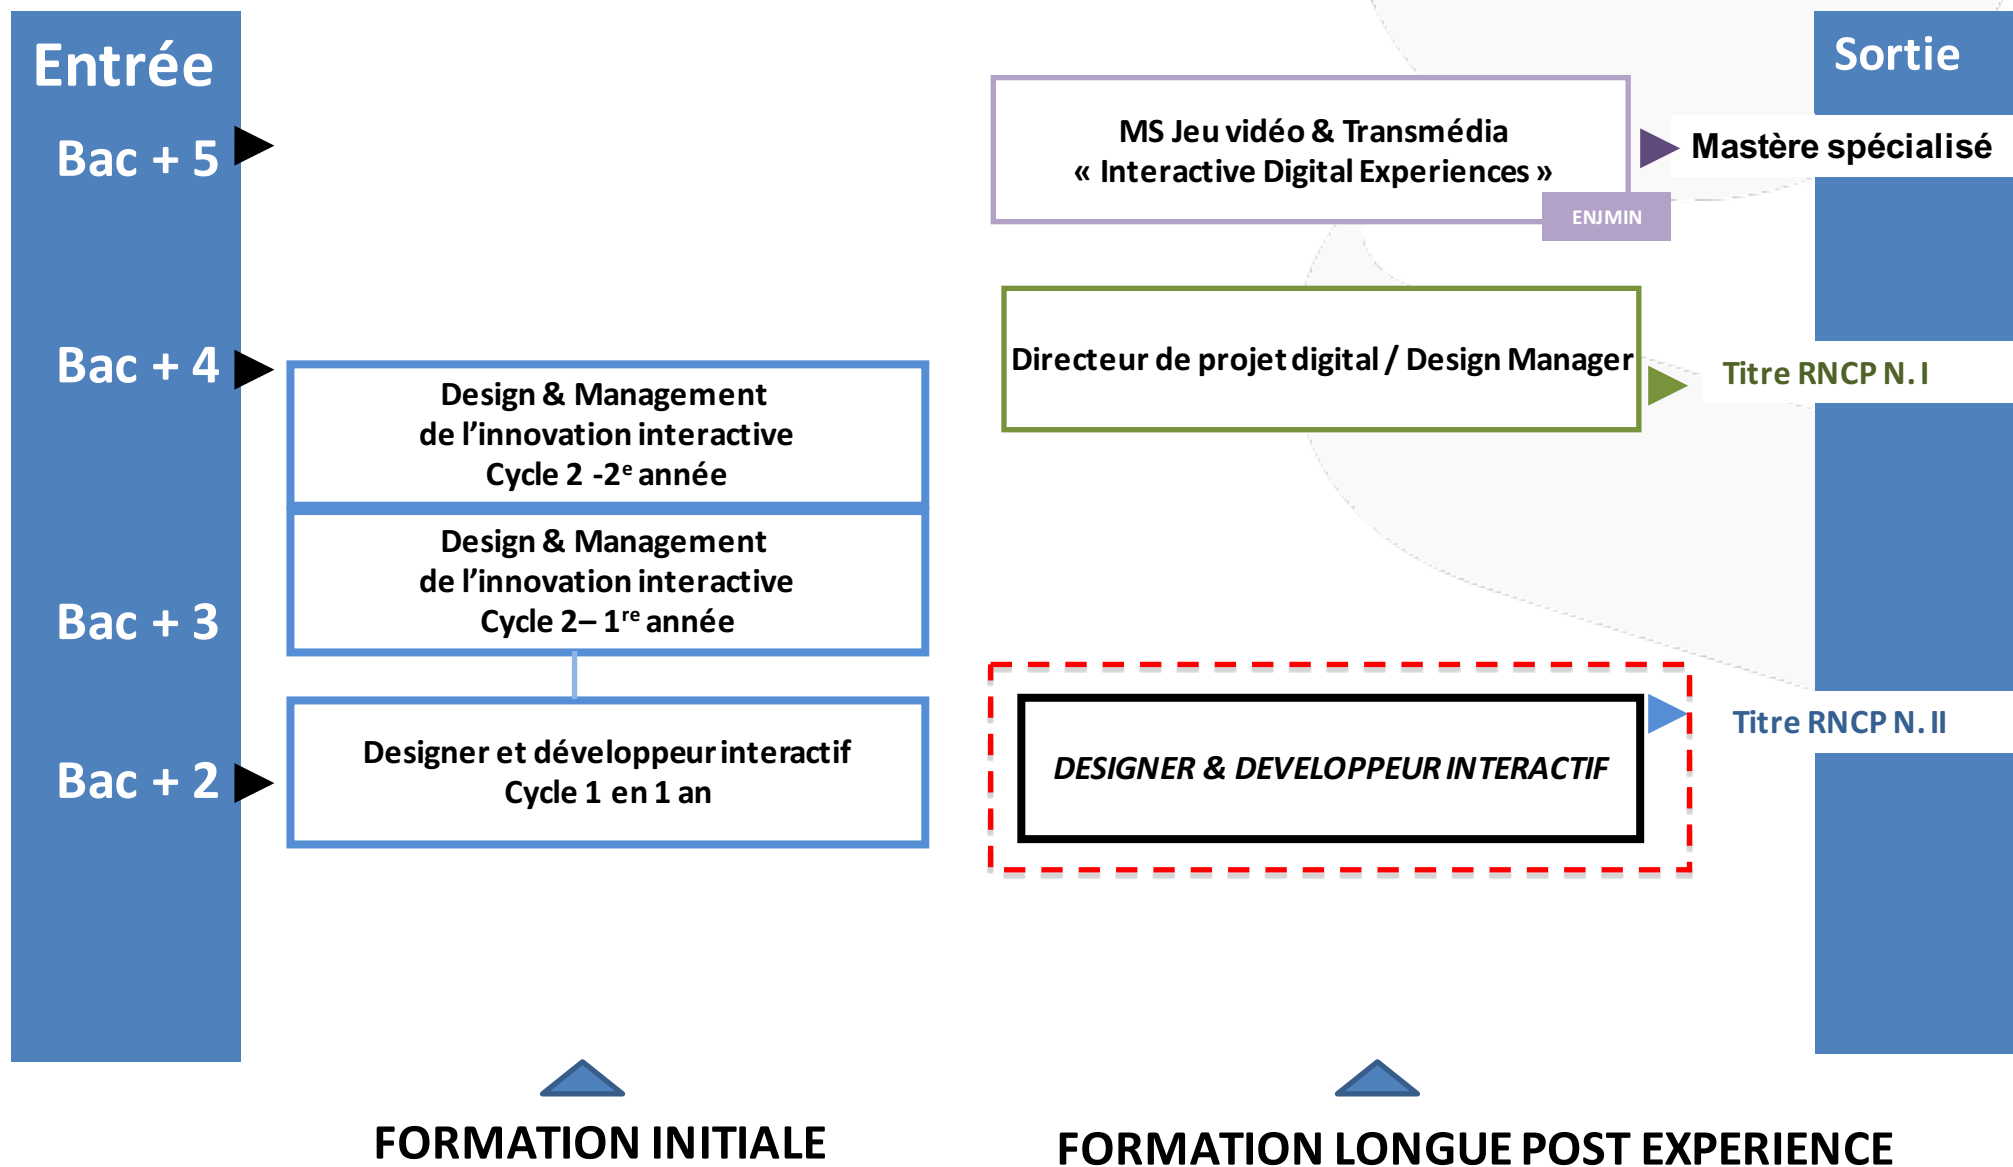 Entrée
Bac + 5
Bac + 4
Bac + 3
Bac + 2
Design & Management
de l’innovation interactive
Cycle 2 -2e année
Design & Management
de l’innovation interactive
Cycle 2– 1re année
Designer et développeur interactif
Cycle 1 en 1 an
FORMATION INITIALE
MS Jeu vidéo & Transmédia
« Interactive Digital Experiences »
ENJMIN
Directeur de projet digital / Design Manager
DESIGNER & DEVELOPPEUR INTERACTIF
FORMATION LONGUE POST EXPERIENCE
Sortie
Mastère spécialisé
Titre RNCP N. I
Titre RNCP N. II